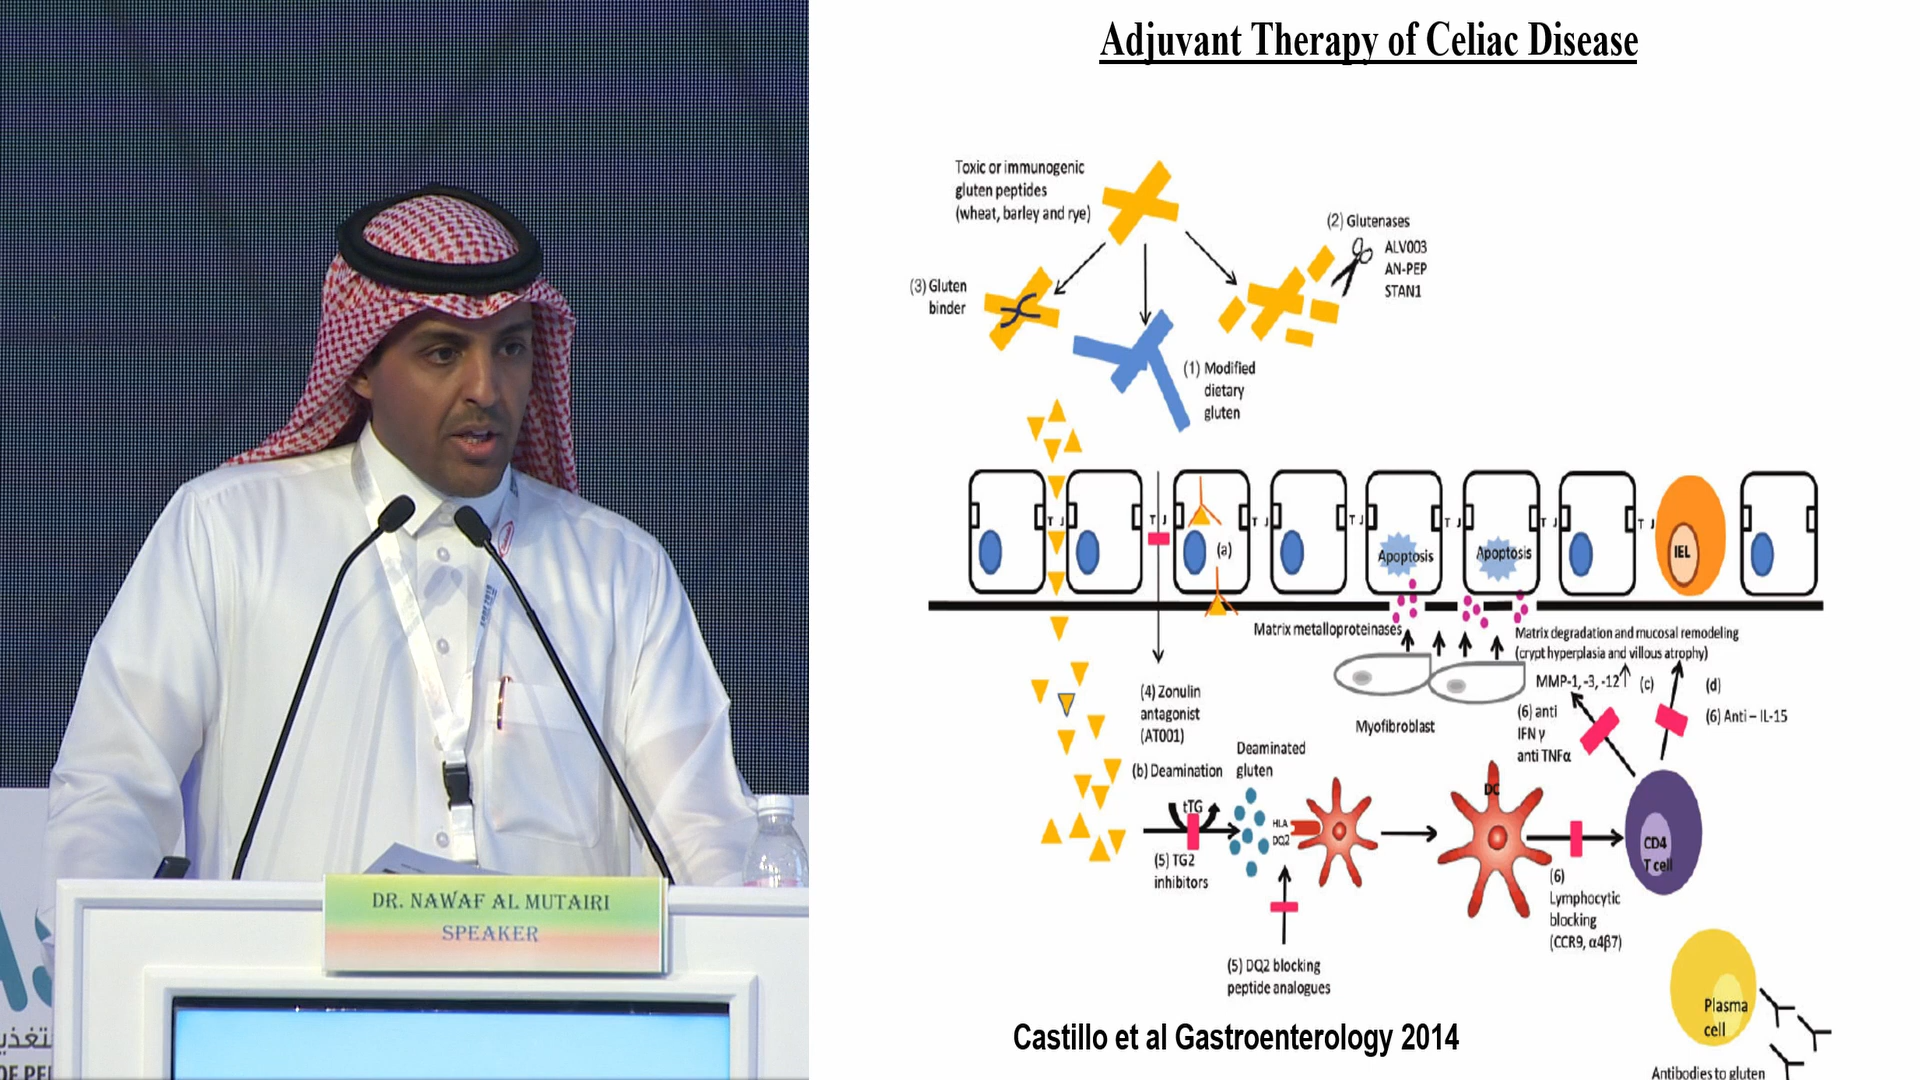 Adjuvant Therapy of Celiac Disease
Toxic or immunogenic
gluten peptides
(wheat, barley and rye)
(2) Glutenases
ALV003
AN-PEP
STAN1
(3) Gluten
binder
(1) Modified
dietary
gluten
T J
T J
T J
T J
T J
T J
T J
(a)
Apoptosis
Apoptosis
IEL
Matrix metalloproteinases
Matrix degradation and mucosal remodeling
(crypt hyperplasia and villous atrophy)
MMP-1, -3, -12
(c)
(d)
(4) Zonulin
antagonist
(AT001)
(6) anti
IFN γ
anti TNFα
(6) Anti – IL-15
Myofibroblast
Deaminated
gluten
(b) Deamination
tTG
HLA
DQ2
DC
CD4
T cell
(5) TG2
inhibitors
(6)
Lymphocytic
blocking
(CCR9, α4β7)
(5) DQ2 blocking
peptide analogues
Plasma
cell
Antibodies to gluten
Castillo et al Gastroenterology 2014
DR. NAWAF AL MUTAIRI
SPEAKER